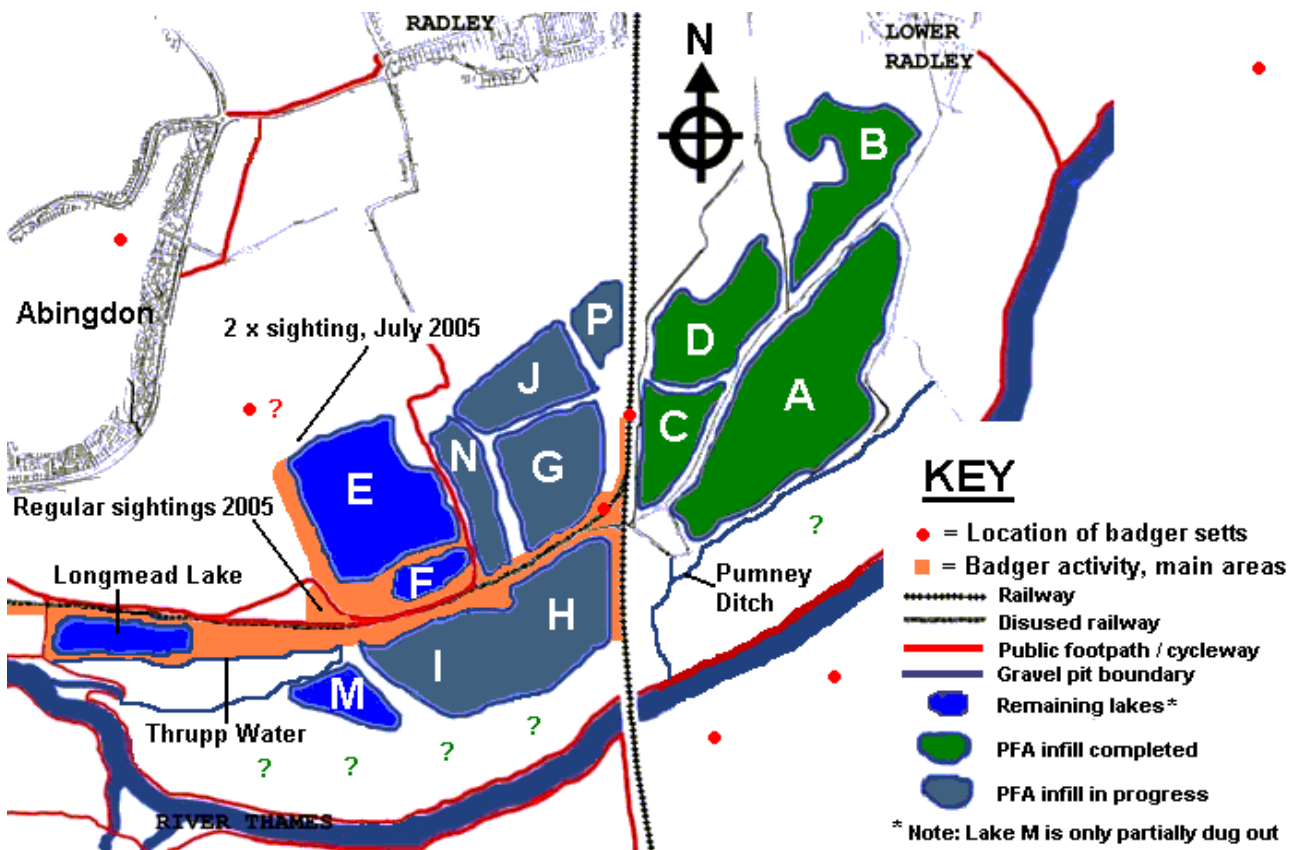 RADLEY
LOWER
RADLEY
N
B
Abingdon
2 x sighting, July 2005
P
D
J
A
?
C
N
G
E
Regular sightings 2005
KEY
?
= Location of badger setts
Longmead Lake
F
Pumney
Ditch
= Badger activity, main areas
Railway
H
Disused railway
Public footpath / cycleway
I
Gravel pit boundary
M
Remaining lakes*
Thrupp Water
?
?
?
?
PFA infill completed
PFA infill in progress
RIVER THAMES
* Note: Lake M is only partially dug out